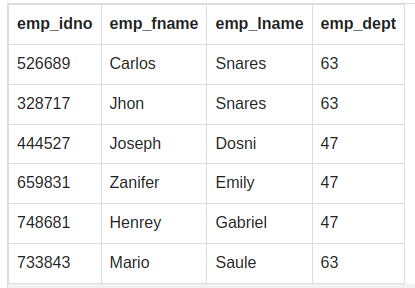 emp_idno emp_fname emp_lname emp_dept
526689 Carlos Snares 63
328717 Jhon Snares 63
444527 Joseph Dosni 47
659831 Zanifer Emily 47
748681 Henrey Gabriel 47
733843 Mario Saule 63